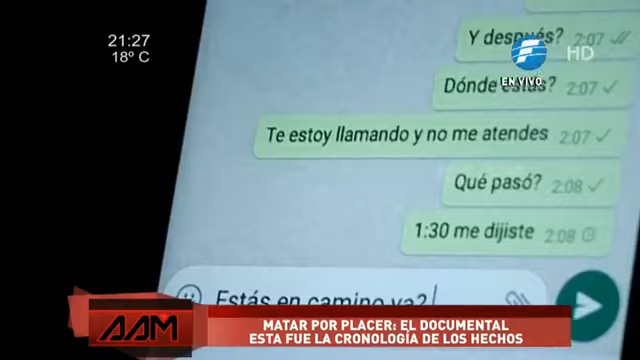 21:27
18° C
HD
EN VIVO
Y después? 2:07
Dónde estás? 2:07
Te estoy llamando y no me atendes 2:07
Qué pasó? 2:08
1:30 me dijiste 2:08
Estás en camino ya?
AAM
MATAR POR PLACER: EL DOCUMENTAL
ESTA FUE LA CRONOLOGÍA DE LOS HECHOS